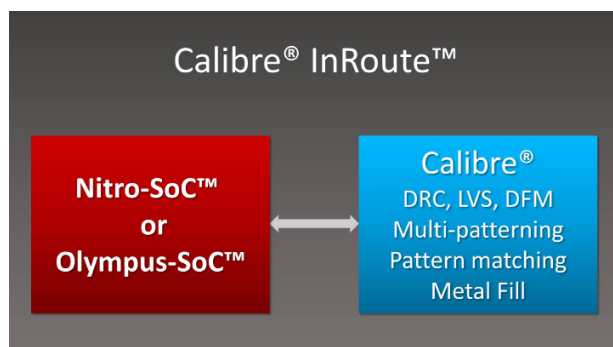 Calibre® InRoute™
Nitro-SoC™
or
Olympus-SoC™
Calibre®
DRC, LVS, DFM
Multi-patterning
Pattern matching
Metal Fill